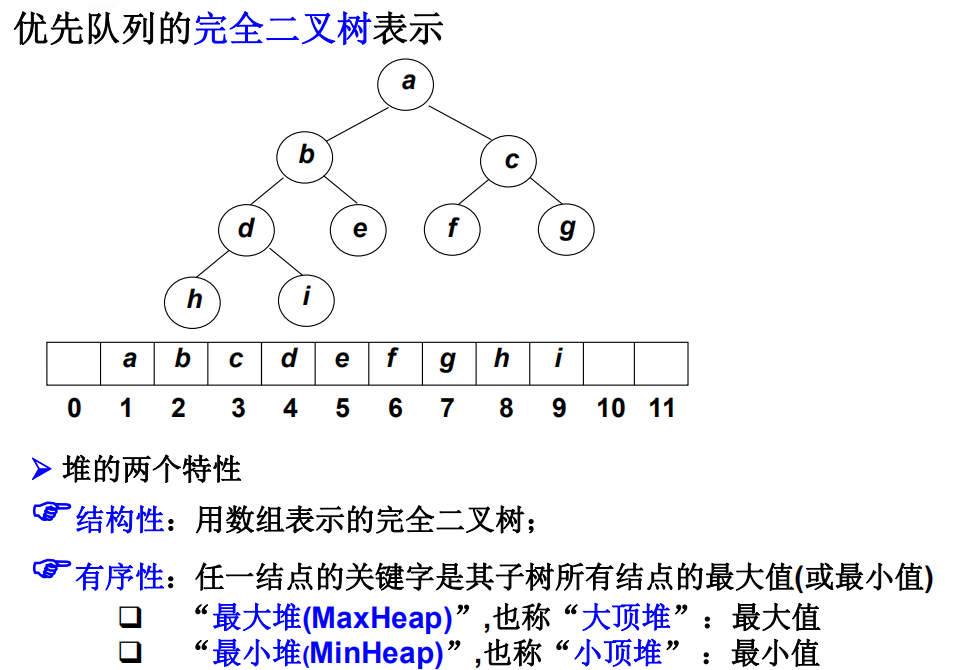 优先队列的完全二叉树表示
a
b c
d e f g
h i
a b c d e f g h i
0 1 2 3 4 5 6 7 8 9 10 11
堆的两个特性
结构性：用数组表示的完全二叉树；
有序性：任一结点的关键字是其子树所有结点的最大值(或最小值)
“最大堆(MaxHeap)”,也称“大顶堆”：最大值
“最小堆(MinHeap)”,也称“小顶堆” ：最小值